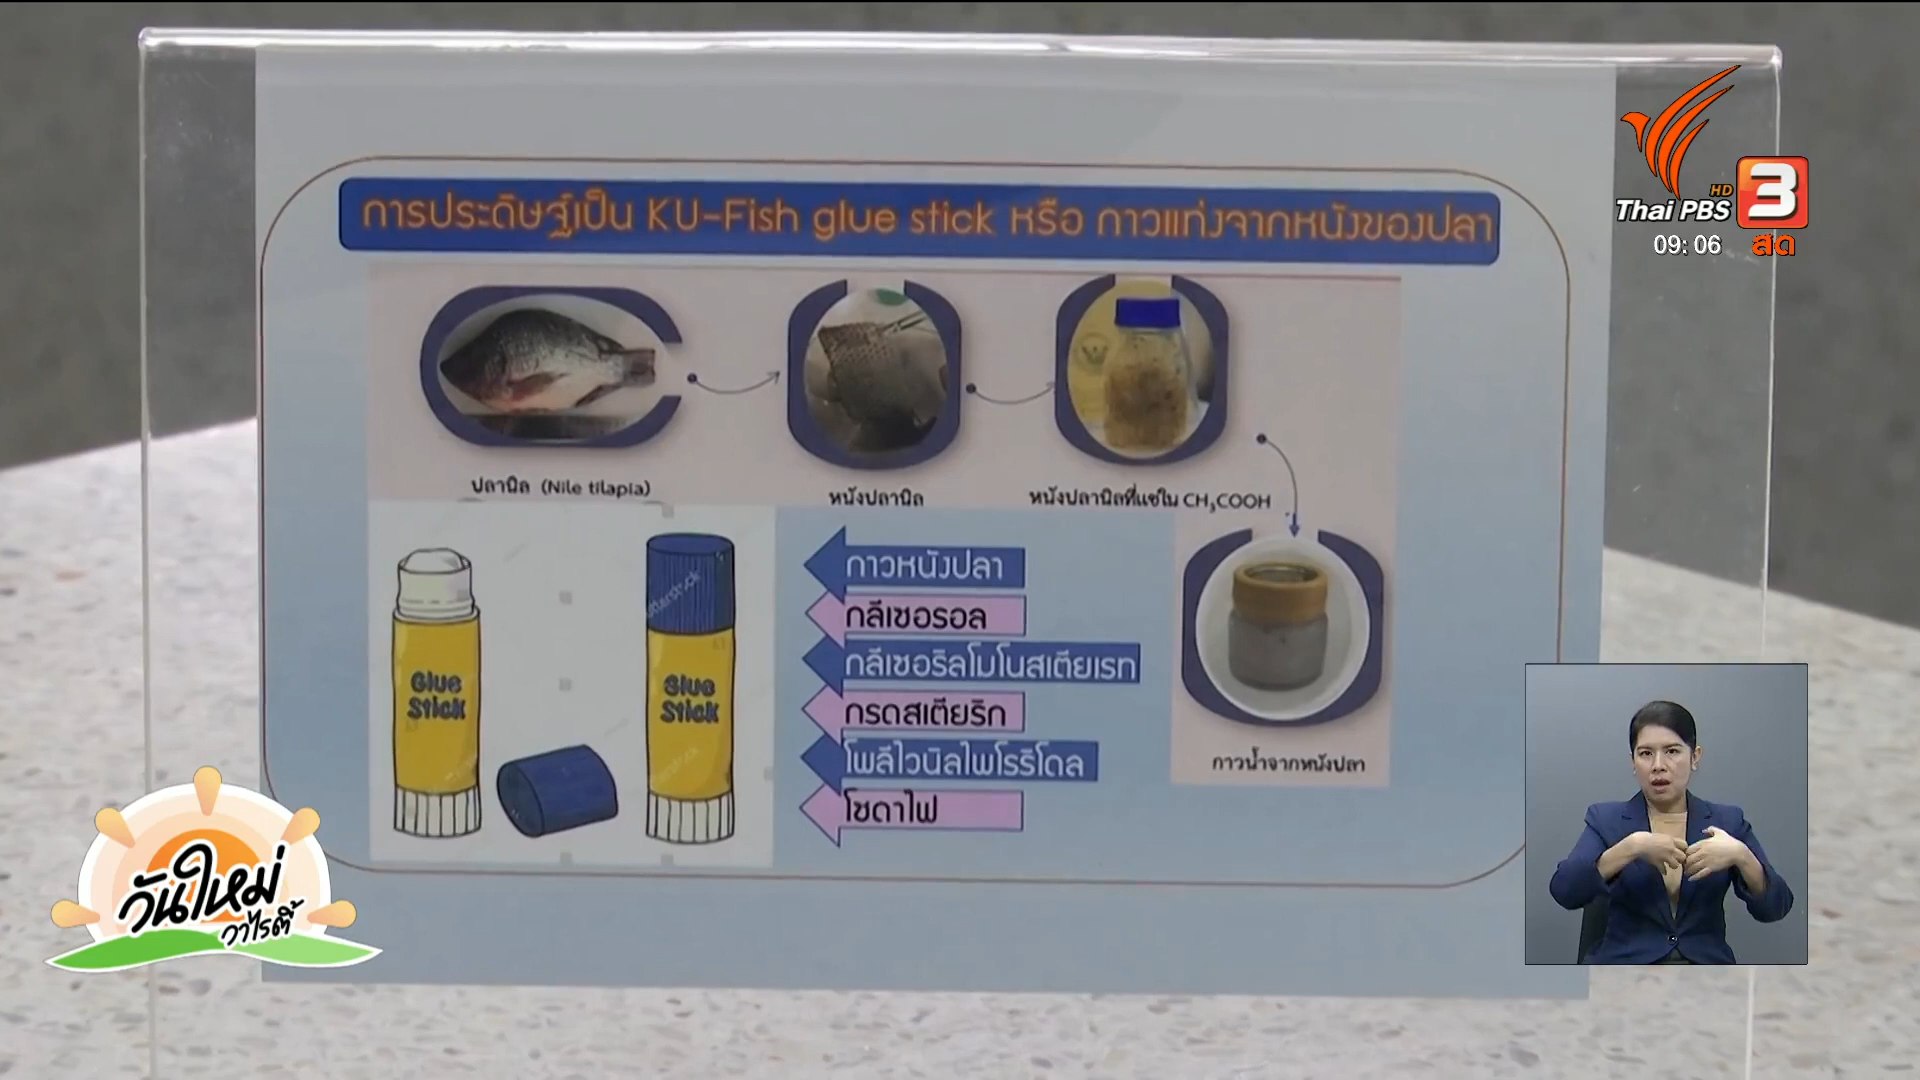 การประดิษฐ์เป็น KU-Fish glue stick หรือ กาวแท่งจากหนังของปลา
Thai PBS HD 3
09:06 สด
ปลานิล (Nile tilapia)
หนังปลานิล
หนังปลานิลที่แช่ใน CH₃COOH
กาวหนังปลา
กลีเซอรอล
กลีเซอริลโมโนสเตียเรท
กรดสเตียริก
โพลีไวนิลไพโรริโดล
โซดาไฟ
Glue Stick
Glue Stick
กาวน้ำจากหนังปลา
วันใหม่
วาไรตี้